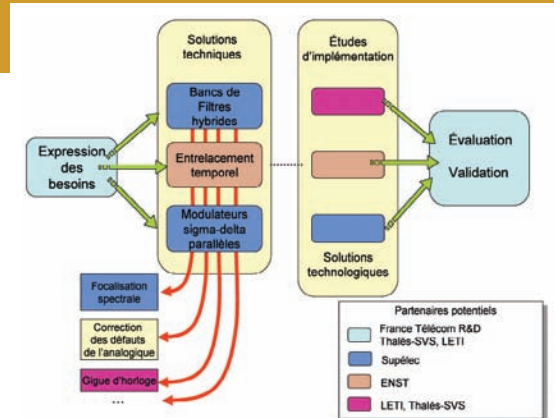 Solutions
techniques
Études
d'implémentation
Bancs de
Filtres
hybrides
Expression
des
besoins
Entrelacement
temporel
Évaluation
Validation
Modulateurs
sigma-delta
parallèles
Solutions
technologiques
Focalisation
spectrale
Correction
des défauts
de l'analogique
Gigue d'horloge
...
Partenaires potentiels
France Télécom R&D
Thalès-SVS, LETI
Supélec
ENST
LETI, Thalès-SVS